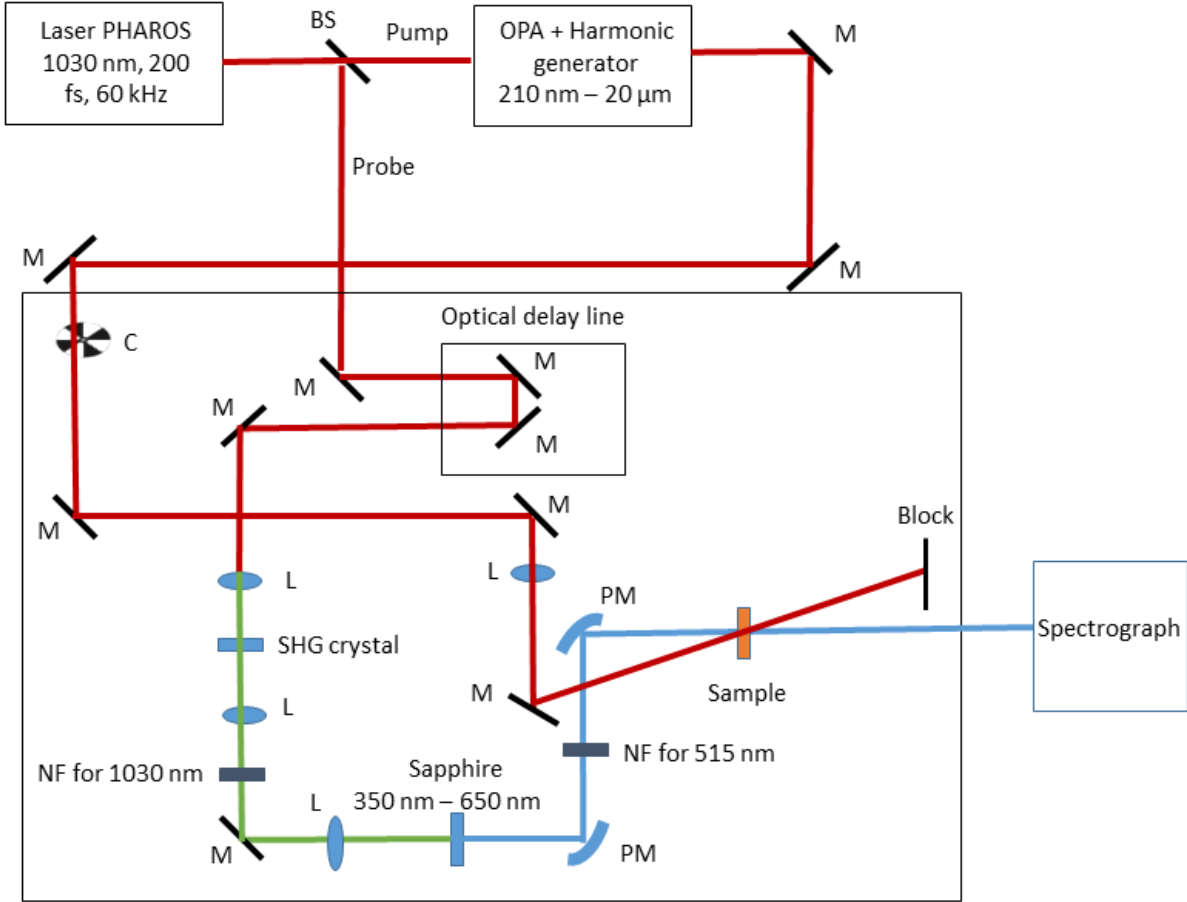 Laser PHAROS
1030 nm, 200
fs, 60 kHz
BS
Pump
OPA + Harmonic
generator
210 nm – 20 µm
M
Probe
M
M
C
Optical delay line
M
M
M
M
M
M
Block
L
L
PM
SHG crystal
Spectrograph
M
Sample
L
NF for 515 nm
NF for 1030 nm
Sapphire
350 nm – 650 nm
L
M
PM